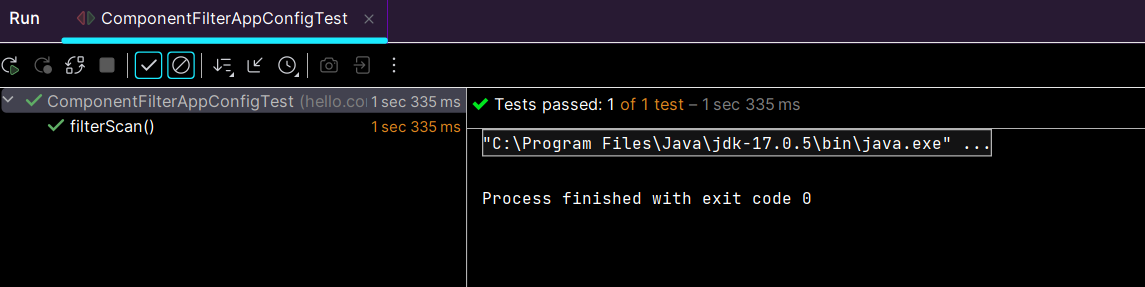 Run ComponentFilterAppConfigTest
ComponentFilterAppConfigTest (hello.co 1 sec 335 ms
filterScan() 1 sec 335 ms
Tests passed: 1 of 1 test – 1 sec 335 ms
"C:\Program Files\Java\jdk-17.0.5\bin\java.exe" ...
Process finished with exit code 0